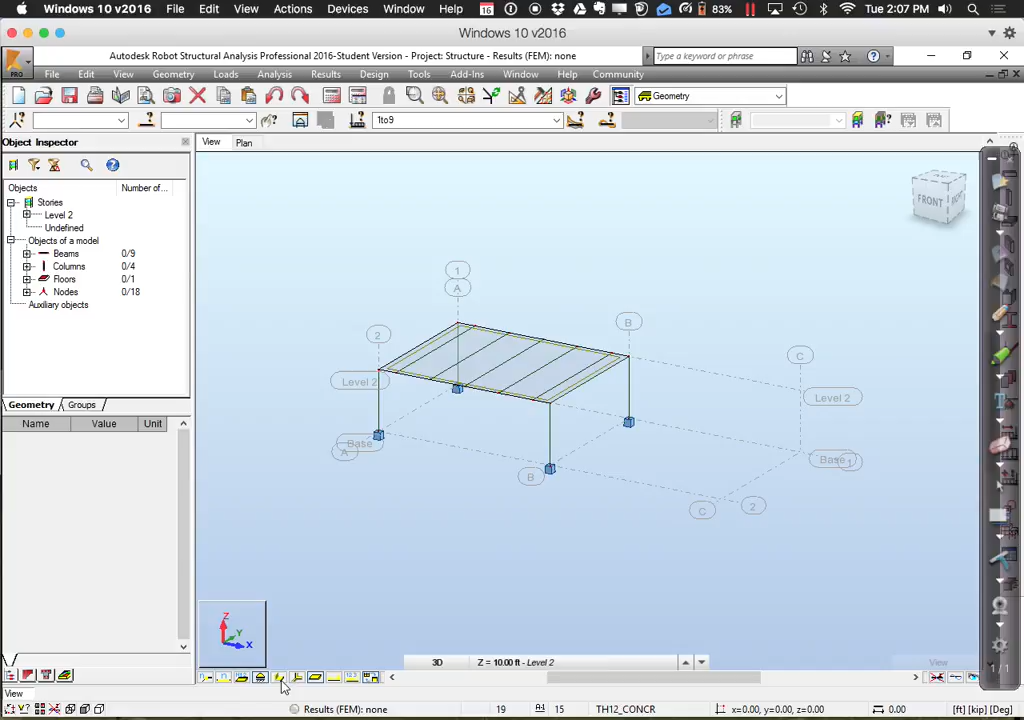 Windows 10 v2016 File Edit View Actions Devices Window Help 16 83% Tue 2:07 PM
Windows 10 v2016
Autodesk Robot Structural Analysis Professional 2016-Student Version - Project: Structure - Results (FEM): none
Type a keyword or phrase
PRO
File Edit View Geometry Loads Analysis Results Tools Design Add-Ins Window Help Community
Geometry
1to9
Object Inspector
View Plan
Objects Number of...
Stories
Level 2
Undefined
Objects of a model
Beams 0/9
Columns 0/4
Floors 0/1
Nodes 0/18
Auxiliary objects
Geometry Groups
Name Value Unit
FRONT
1
A
2
B
C
Level 2
Level 2
Base
A
Base 1
B
C
2
Z
Y
X
3D Z = 10.00 ft - Level 2
View
1 / 1
View
Results (FEM): none 19 15 TH12_CONCR x=0.00, y=0.00, z=0.00 0.00 [ft] [kip] [Deg]